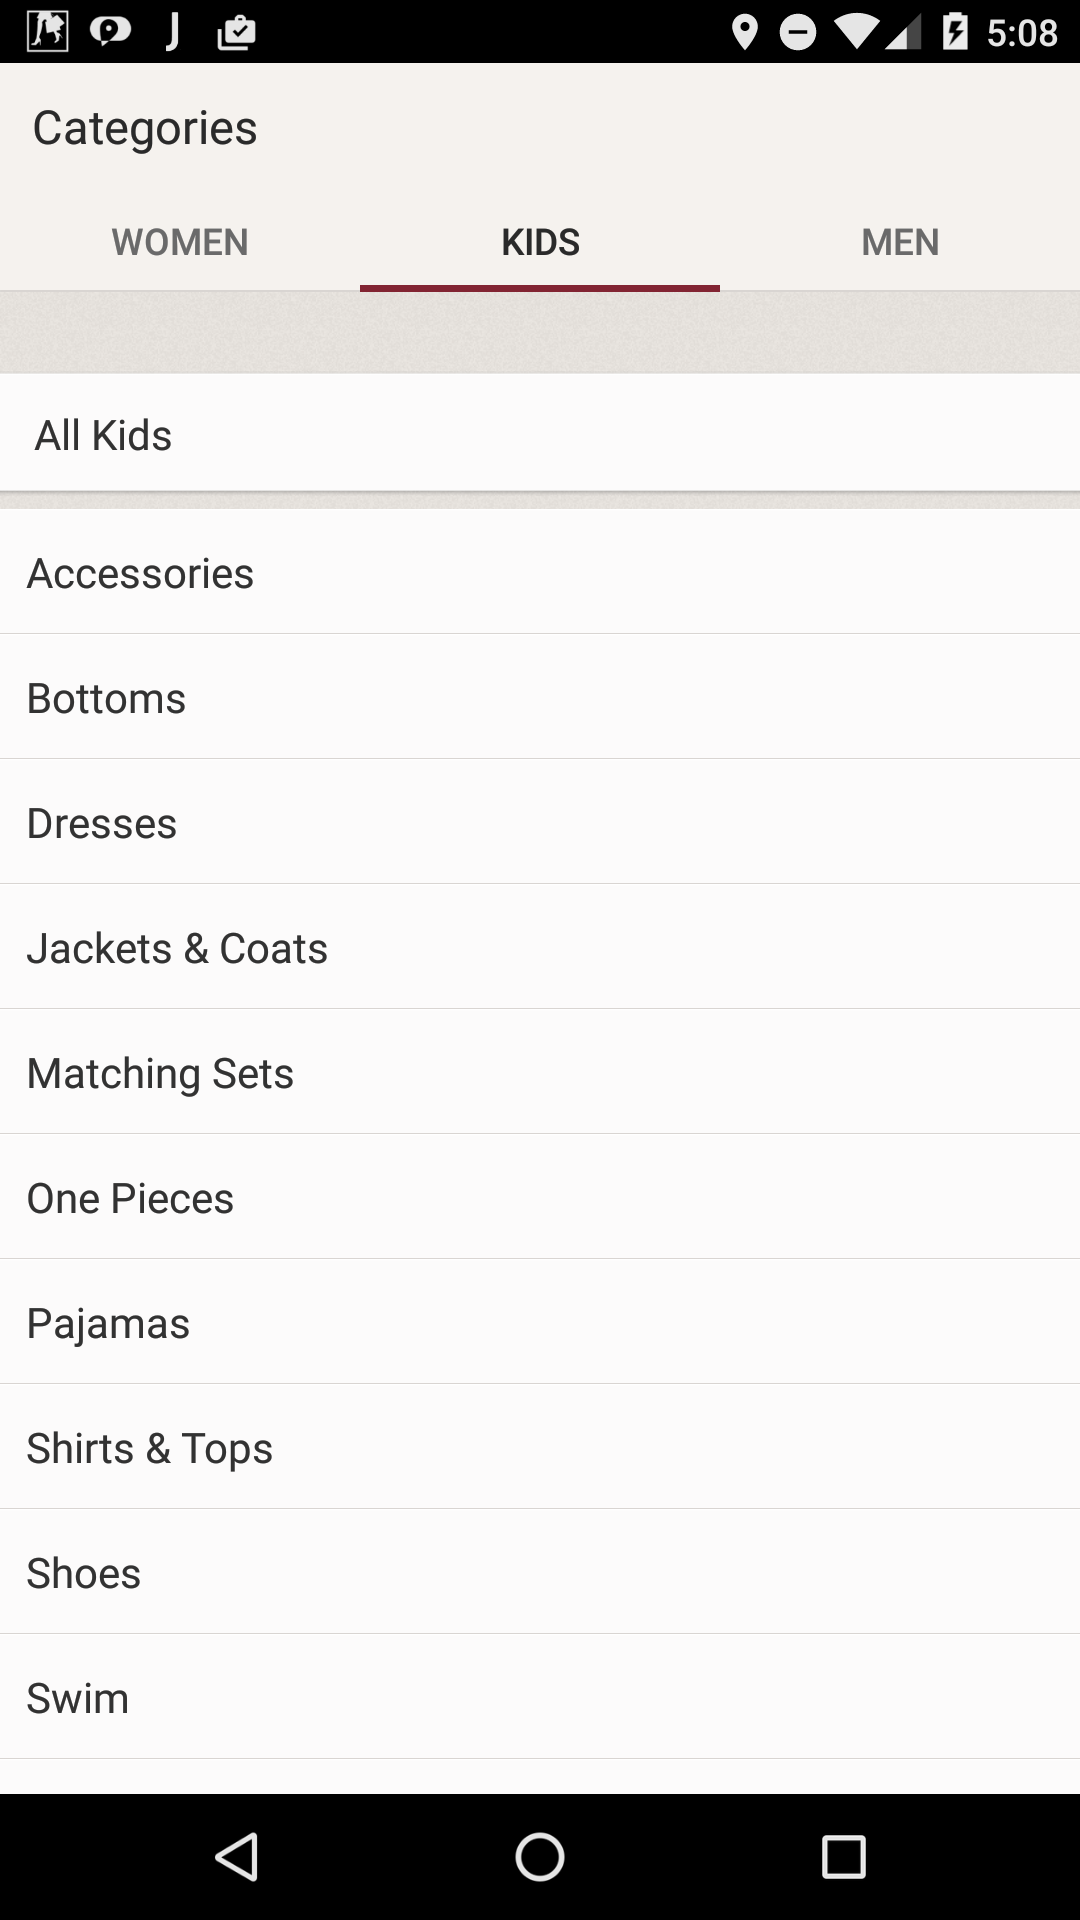 5:08
Categories
WOMEN KIDS MEN
All Kids
Accessories
Bottoms
Dresses
Jackets & Coats
Matching Sets
One Pieces
Pajamas
Shirts & Tops
Shoes
Swim